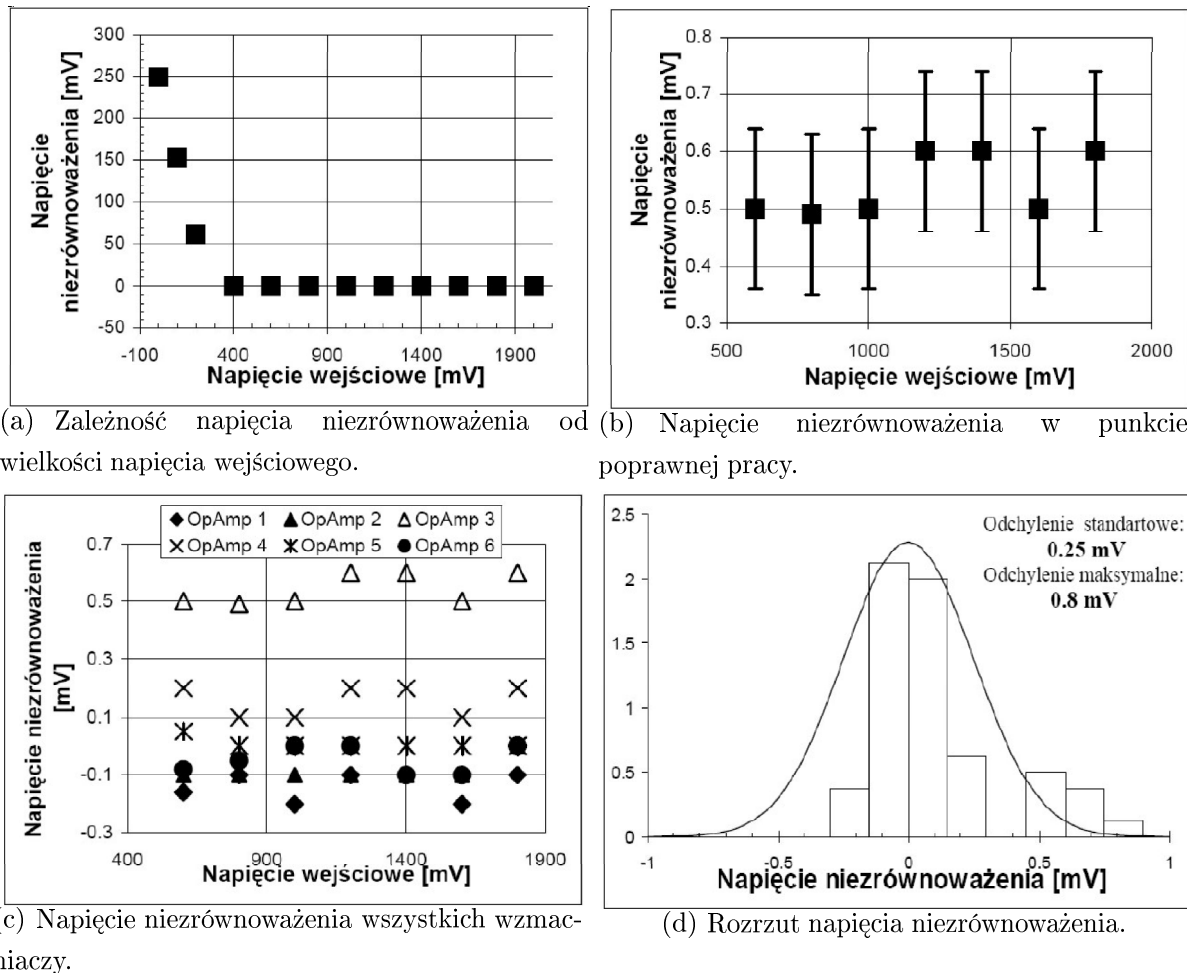 300
250
200
150
100
50
0
-50
-100
400
900
1400
1900
Napięcie
niezrównoważenia [mV]
Napięcie wejściowe [mV]
(a) Zależność napięcia niezrównoważenia od
wielkości napięcia wejściowego.
0.8
0.7
0.6
0.5
0.4
0.3
500
1000
1500
2000
Napięcie
niezrównoważenia [mV]
Napięcie wejściowe [mV]
(b) Napięcie niezrównoważenia w punkcie
poprawnej pracy.
OpAmp 1 OpAmp 2 OpAmp 3
OpAmp 4 OpAmp 5 OpAmp 6
0.7
0.5
0.3
0.1
-0.1
-0.3
400
900
1400
1900
Napięcie niezrównoważenia
[mV]
Napięcie wejściowe [mV]
(c) Napięcie niezrównoważenia wszystkich wzmac-
niaczy.
2.5
2
1.5
1
0.5
0
-1
-0.5
0
0.5
1
Odchylenie standartowe:
0.25 mV
Odchylenie maksymalne:
0.8 mV
Napięcie niezrównoważenia [mV]
(d) Rozrzut napięcia niezrównoważenia.